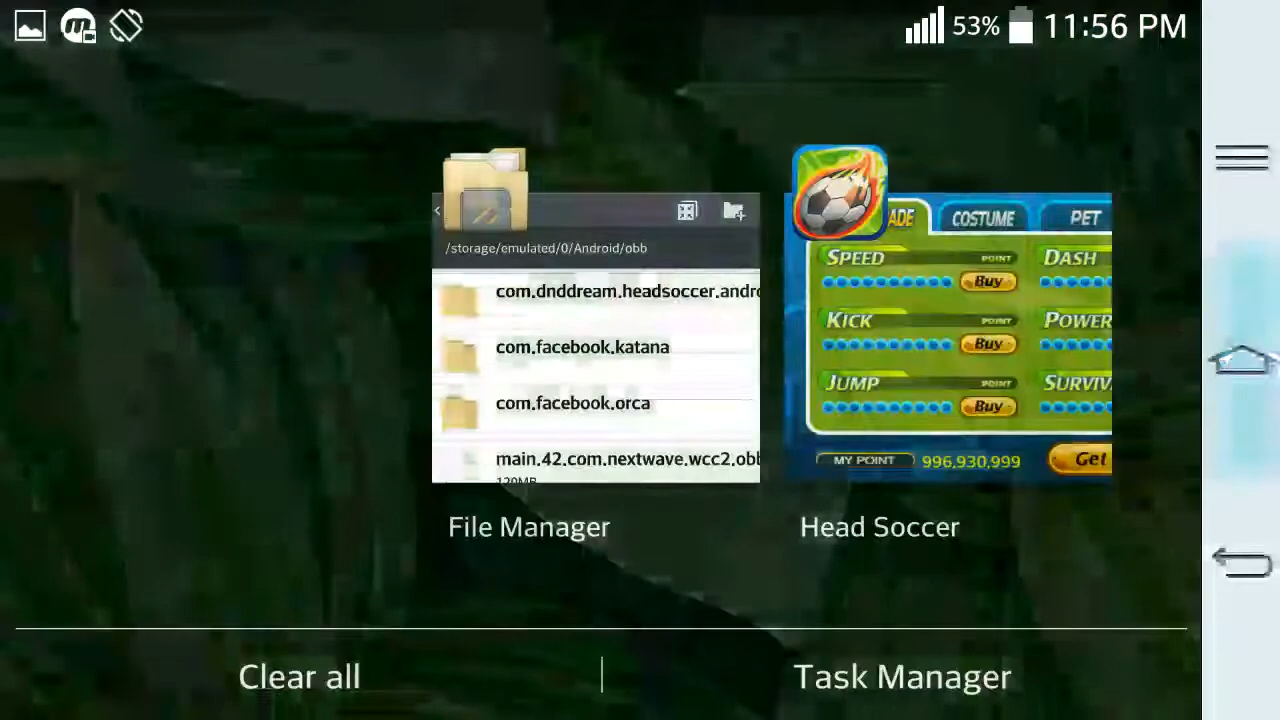 53% 11:56 PM
/storage/emulated/0/Android/obb
com.dnddream.headsoccer.andro
com.facebook.katana
com.facebook.orca
main.42.com.nextwave.wcc2.obb
120MB
File Manager
ADE COSTUME PET
SPEED POINT DASH
Buy
KICK POINT POWER
Buy
JUMP POINT SURVIV
Buy
MY POINT 996,930,999 Get
Head Soccer
Clear all
Task Manager